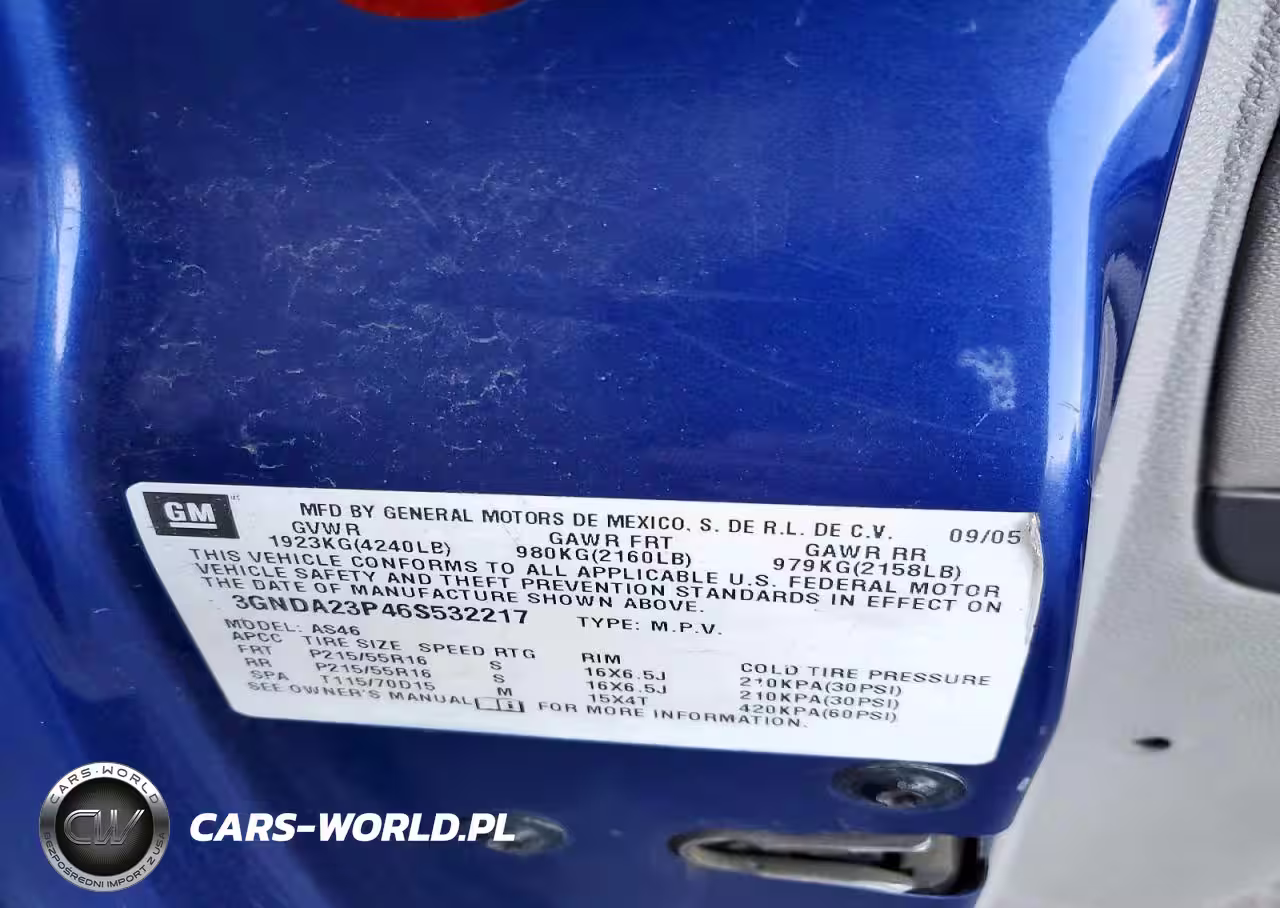 GM
MFD BY GENERAL MOTORS DE MEXICO, S. DE R.L. DE C.V. 09/05
GVWR GAWR FRT GAWR RR
1923KG(4240LB) 980KG(2160LB) 979KG(2158LB)
THIS VEHICLE CONFORMS TO ALL APPLICABLE U.S. FEDERAL MOTOR
VEHICLE SAFETY AND THEFT PREVENTION STANDARDS IN EFFECT ON
THE DATE OF MANUFACTURE SHOWN ABOVE.
3GNDA23P46S532217 TYPE: M.P.V.
MODEL: AS46
APCC TIRE SIZE SPEED RTG RIM COLD TIRE PRESSURE
FRT P215/55R16 S 16X6.5J 210KPA(30PSI)
RR P215/55R16 S 16X6.5J 210KPA(30PSI)
SPA T115/70D15 M 15X4T 420KPA(60PSI)
SEE OWNER'S MANUAL FOR MORE INFORMATION.
CARS-WORLD
CW
BEZPOŚREDNI IMPORT Z USA
CARS-WORLD.PL